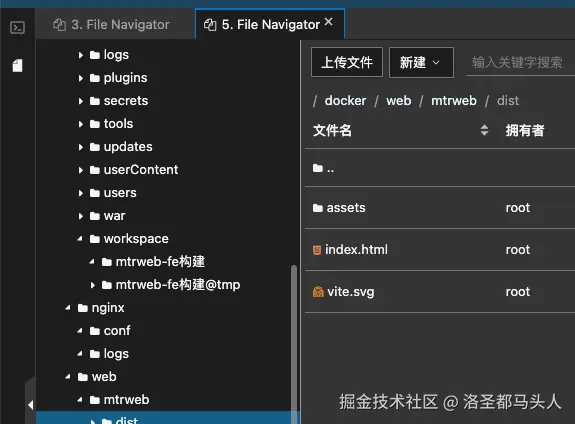 3. File Navigator
5. File Navigator
logs
plugins
secrets
tools
updates
userContent
users
war
workspace
mtrweb-fe构建
mtrweb-fe构建@tmp
nginx
conf
logs
web
mtrweb
dist
上传文件
新建
输入关键字搜索
/ docker / web / mtrweb / dist
文件名 拥有者
..
assets root
index.html root
vite.svg root
掘金技术社区 @ 洛圣都马头人